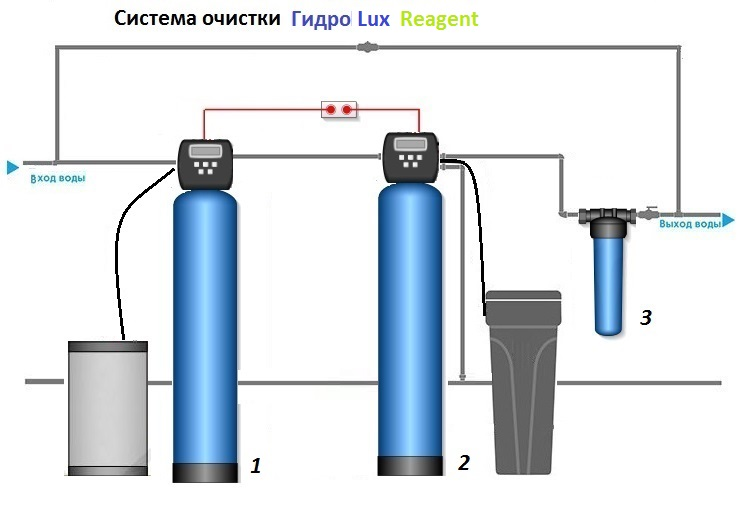 Система очистки Гидро Lux Reagent
Вход воды
Выход воды
3
1
2